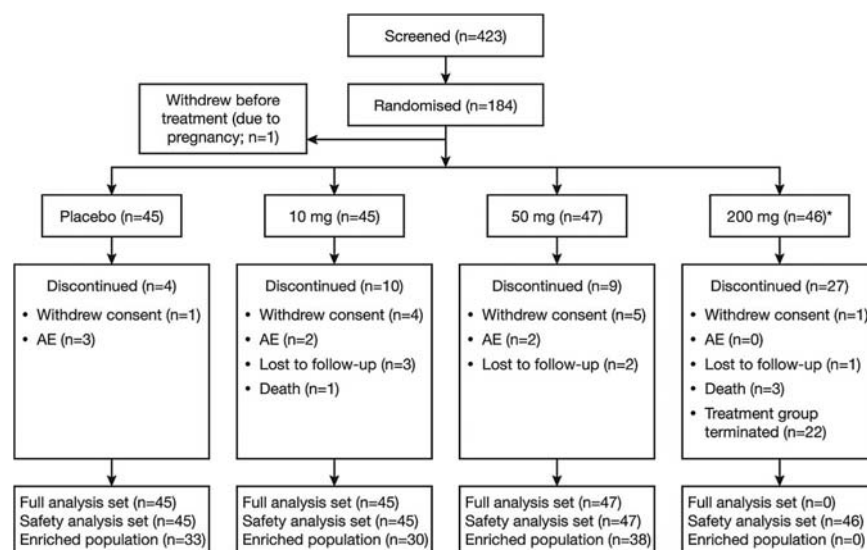 Screened (n=423)
Withdrew before
treatment (due to
pregnancy; n=1)
Randomised (n=184)
Placebo (n=45)
10 mg (n=45)
50 mg (n=47)
200 mg (n=46)*
Discontinued (n=4)
• Withdrew consent (n=1)
• AE (n=3)
Discontinued (n=10)
• Withdrew consent (n=4)
• AE (n=2)
• Lost to follow-up (n=3)
• Death (n=1)
Discontinued (n=9)
• Withdrew consent (n=5)
• AE (n=2)
• Lost to follow-up (n=2)
Discontinued (n=27)
• Withdrew consent (n=1)
• AE (n=0)
• Lost to follow-up (n=1)
• Death (n=3)
• Treatment group
terminated (n=22)
Full analysis set (n=45)
Safety analysis set (n=45)
Enriched population (n=33)
Full analysis set (n=45)
Safety analysis set (n=45)
Enriched population (n=30)
Full analysis set (n=47)
Safety analysis set (n=47)
Enriched population (n=38)
Full analysis set (n=0)
Safety analysis set (n=46)
Enriched population (n=0)